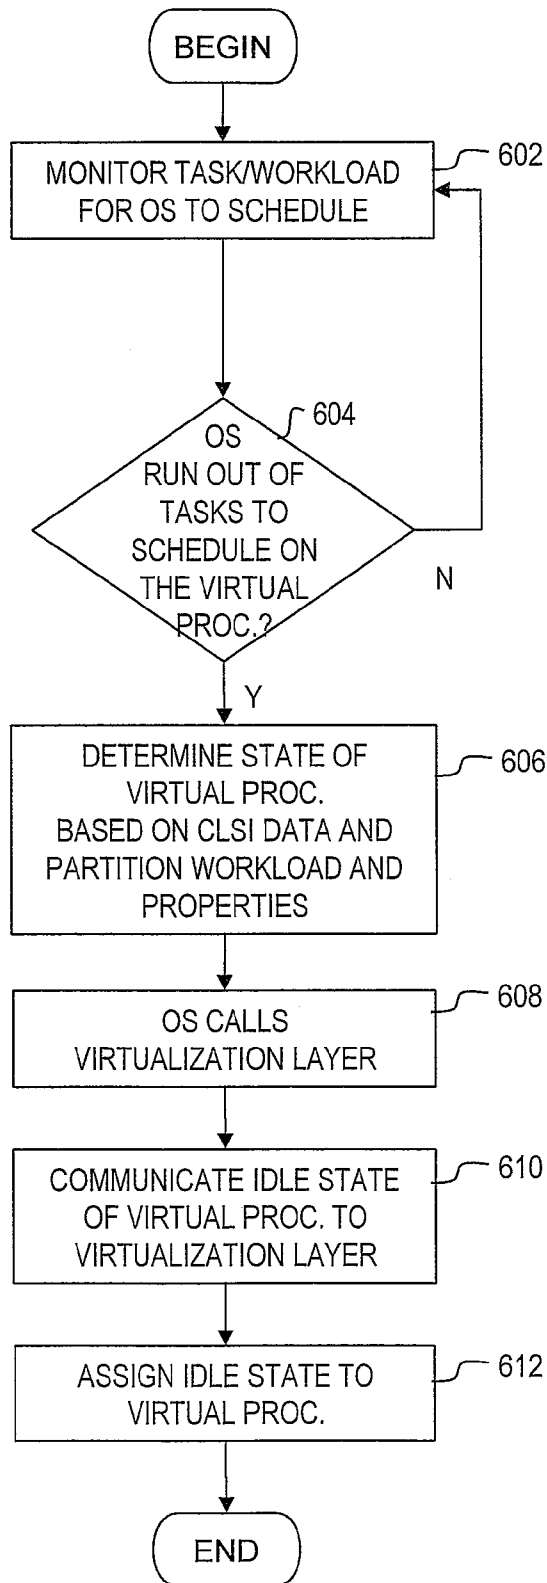 BEGIN
602
MONITOR TASK/WORKLOAD
FOR OS TO SCHEDULE
604
OS
RUN OUT OF
TASKS TO
SCHEDULE ON
THE VIRTUAL
PROC.?
N
Y
606
DETERMINE STATE OF
VIRTUAL PROC.
BASED ON CLSI DATA AND
PARTITION WORKLOAD AND
PROPERTIES
608
OS CALLS
VIRTUALIZATION LAYER
610
COMMUNICATE IDLE STATE
OF VIRTUAL PROC. TO
VIRTUALIZATION LAYER
612
ASSIGN IDLE STATE TO
VIRTUAL PROC.
END